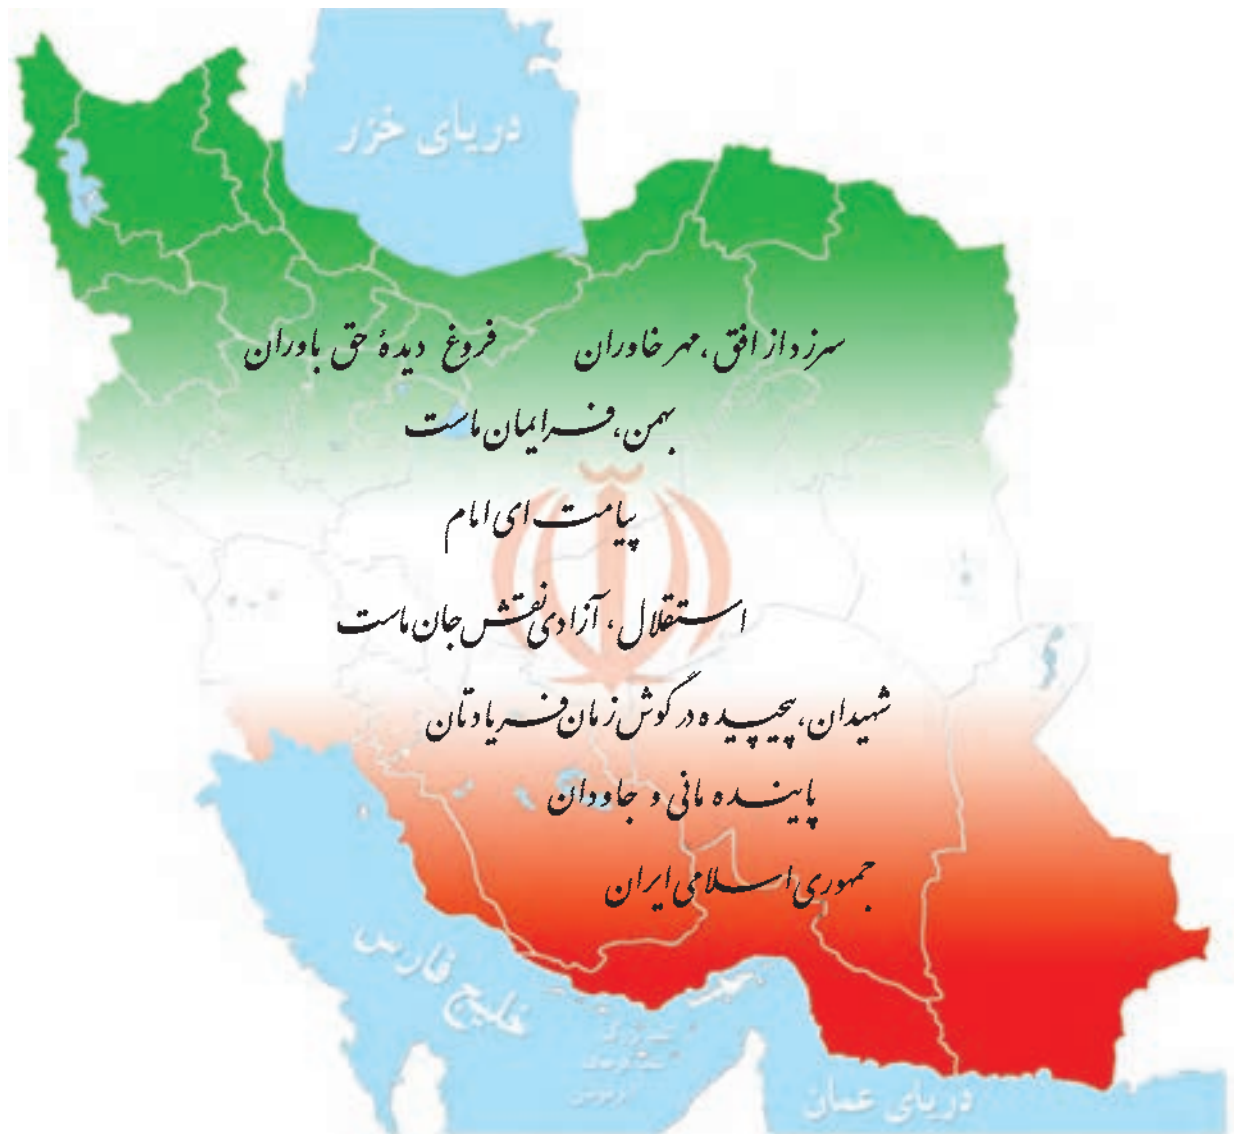 دریای خزر
سرزد از افق، مهر خاوران فروغ دیدهٔ حق باوران
بهمن، فرّ ایمان ماست
پیامت ای امام
استقلال، آزادی نقش جان ماست
شهیدان، پیچیده در گوش زمان فریادتان
پاینده مانی و جاودان
جمهوری اسلامی ایران
خلیج فارس
دریای عمان